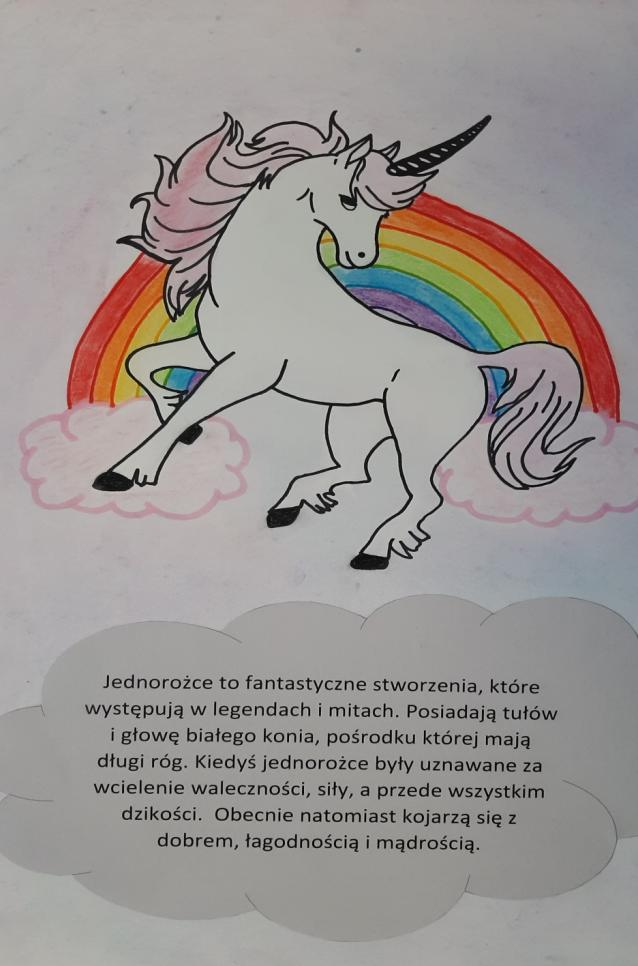 Jednorożce to fantastyczne stworzenia, które
występują w legendach i mitach. Posiadają tułów
i głowę białego konia, pośrodku której mają
długi róg. Kiedyś jednorożce były uznawane za
wcielenie waleczności, siły, a przede wszystkim
dzikości.  Obecnie natomiast kojarzą się z
dobrem, łagodnością i mądrością.